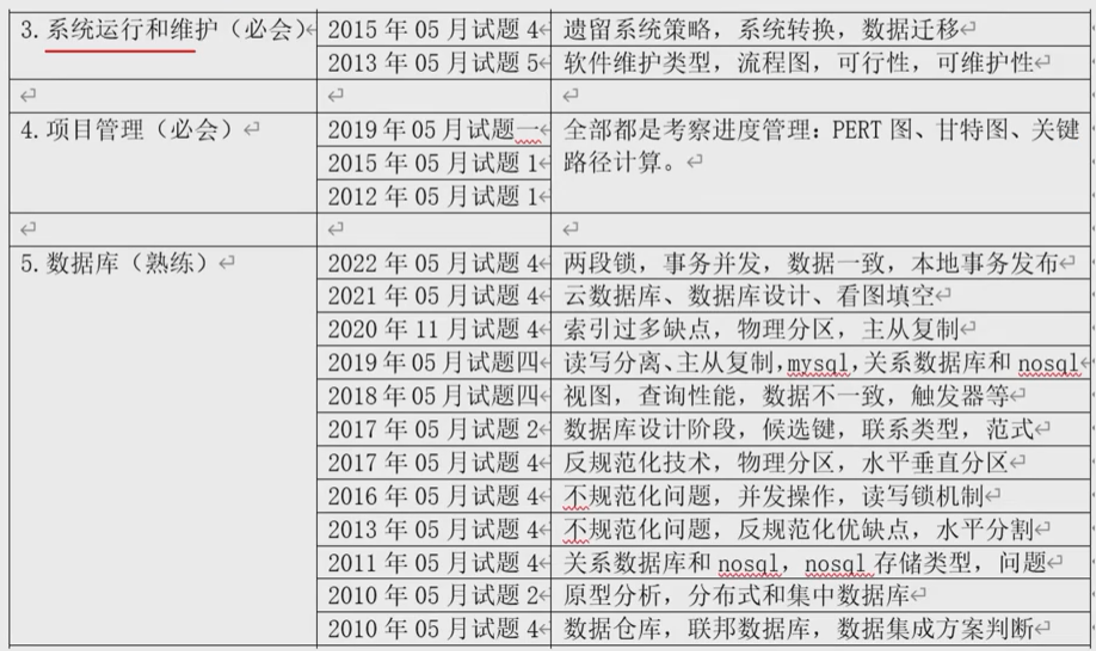 3.系统运行和维护（必会） 2015 年 05 月试题 4 遗留系统策略，系统转换，数据迁移
2013 年 05 月试题 5 软件维护类型，流程图，可行性，可维护性
4.项目管理（必会） 2019 年 05 月试题一 全部都是考察进度管理：PERT 图、甘特图、关键
2015 年 05 月试题 1 路径计算。
2012 年 05 月试题 1
5.数据库（熟练） 2022 年 05 月试题 4 两段锁，事务并发，数据一致，本地事务发布
2021 年 05 月试题 4 云数据库、数据库设计、看图填空
2020 年 11 月试题 4 索引过多缺点，物理分区，主从复制
2019 年 05 月试题四 读写分离、主从复制,mysql,关系数据库和 nosql
2018 年 05 月试题四 视图，查询性能，数据不一致，触发器等
2017 年 05 月试题 2 数据库设计阶段，候选键，联系类型，范式
2017 年 05 月试题 4 反规范化技术，物理分区，水平垂直分区
2016 年 05 月试题 4 不规范化问题，并发操作，读写锁机制
2013 年 05 月试题 4 不规范化问题，反规范化优缺点，水平分割
2011 年 05 月试题 4 关系数据库和 nosql，nosql 存储类型，问题
2010 年 05 月试题 2 原型分析，分布式和集中数据库
2010 年 05 月试题 4 数据仓库，联邦数据库，数据集成方案判断